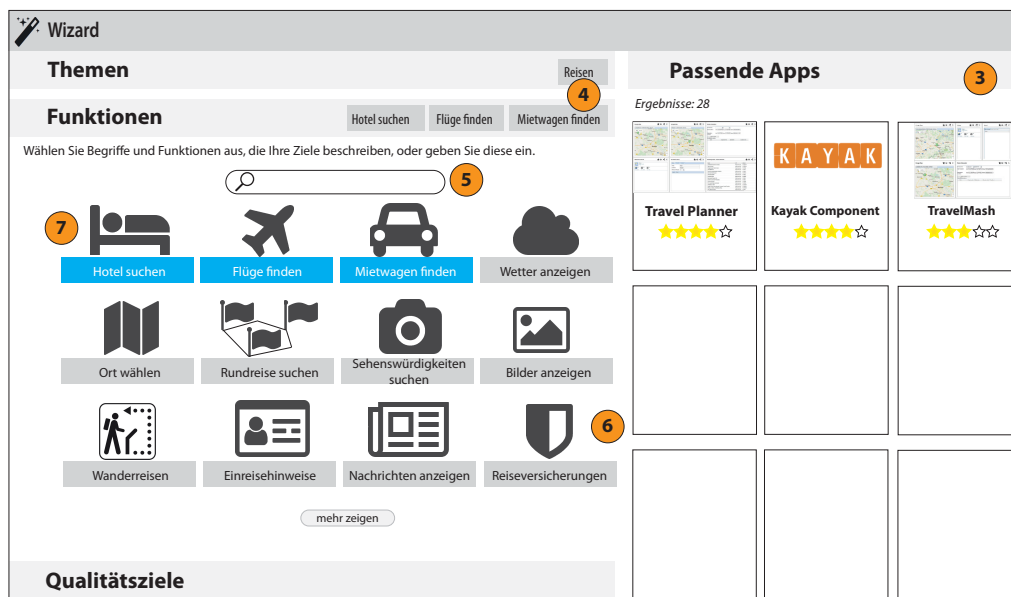 Wizard
Themen
Reisen
4
Funktionen
Hotel suchen
Flüge finden
Mietwagen finden
Wählen Sie Begriffe und Funktionen aus, die Ihre Ziele beschreiben, oder geben Sie diese ein.
5
7
Hotel suchen
Flüge finden
Mietwagen finden
Wetter anzeigen
Ort wählen
Rundreise suchen
Sehenswürdigkeiten
suchen
Bilder anzeigen
6
Wanderreisen
Einreisehinweise
Nachrichten anzeigen
Reiseversicherungen
mehr zeigen
Qualitätsziele
Passende Apps
3
Ergebnisse: 28
KAYAK
Travel Planner
Kayak Component
TravelMash